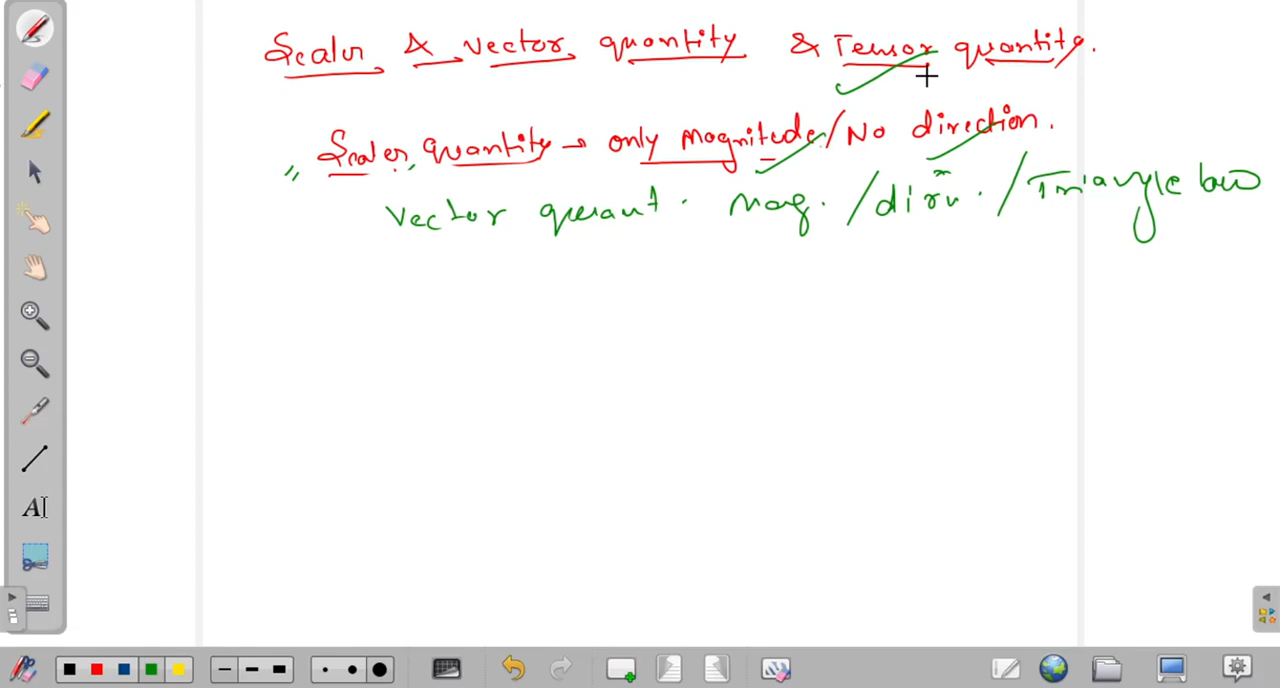 Scalar & vector quantity & Tensor quantity.
"Scalar" quantity → only Magnitude/No direction.
vector quant. mag. /dirn. /Triangle law